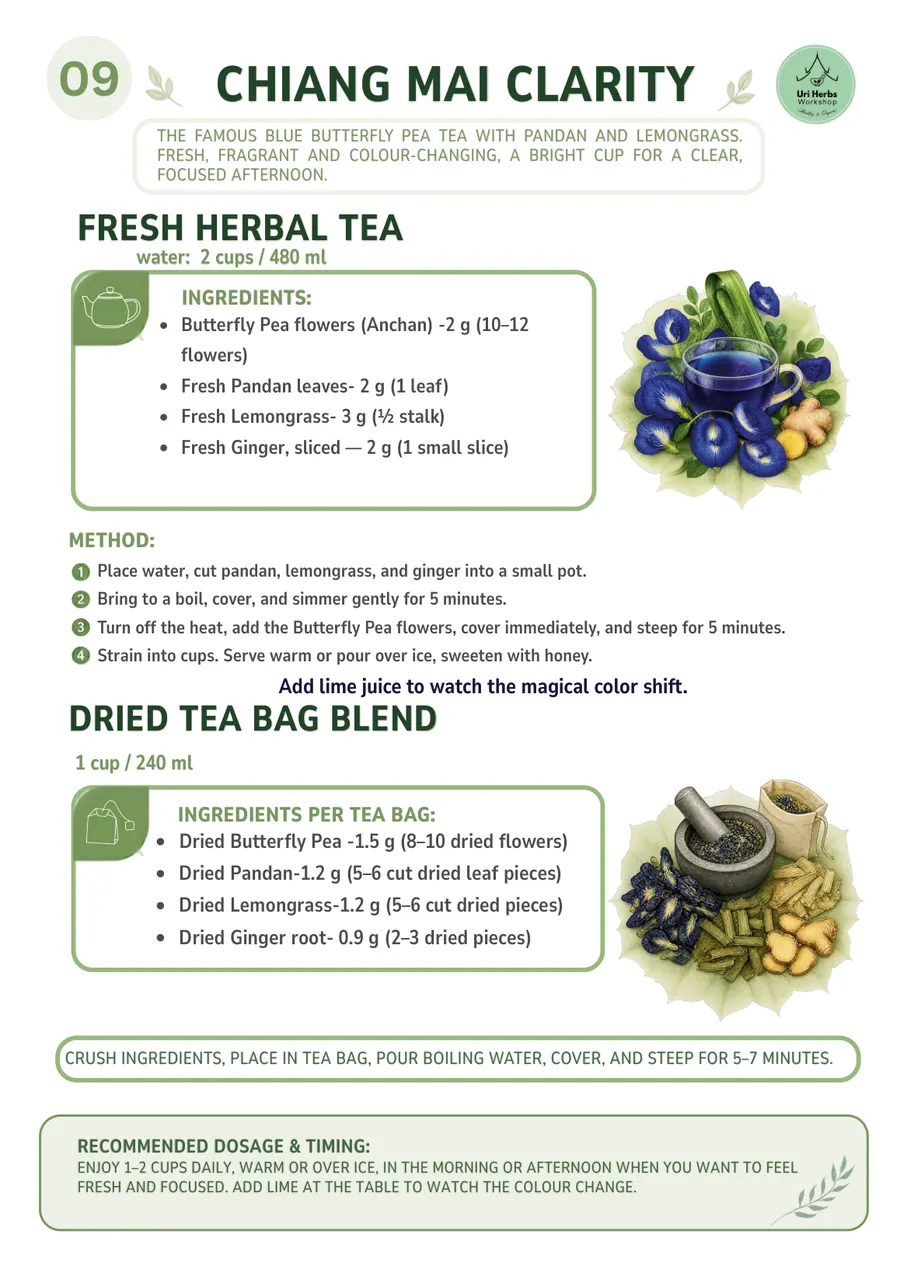 09
CHIANG MAI CLARITY
Uri Herbs
Workshop
Healthy & Organic
THE FAMOUS BLUE BUTTERFLY PEA TEA WITH PANDAN AND LEMONGRASS.
FRESH, FRAGRANT AND COLOUR-CHANGING, A BRIGHT CUP FOR A CLEAR,
FOCUSED AFTERNOON.
FRESH HERBAL TEA
water: 2 cups / 480 ml
INGREDIENTS:
• Butterfly Pea flowers (Anchan) -2 g (10–12
flowers)
• Fresh Pandan leaves- 2 g (1 leaf)
• Fresh Lemongrass- 3 g (½ stalk)
• Fresh Ginger, sliced — 2 g (1 small slice)
METHOD:
1 Place water, cut pandan, lemongrass, and ginger into a small pot.
2 Bring to a boil, cover, and simmer gently for 5 minutes.
3 Turn off the heat, add the Butterfly Pea flowers, cover immediately, and steep for 5 minutes.
4 Strain into cups. Serve warm or pour over ice, sweeten with honey.
Add lime juice to watch the magical color shift.
DRIED TEA BAG BLEND
1 cup / 240 ml
INGREDIENTS PER TEA BAG:
• Dried Butterfly Pea -1.5 g (8–10 dried flowers)
• Dried Pandan-1.2 g (5–6 cut dried leaf pieces)
• Dried Lemongrass-1.2 g (5–6 cut dried pieces)
• Dried Ginger root- 0.9 g (2–3 dried pieces)
CRUSH INGREDIENTS, PLACE IN TEA BAG, POUR BOILING WATER, COVER, AND STEEP FOR 5–7 MINUTES.
RECOMMENDED DOSAGE & TIMING:
ENJOY 1–2 CUPS DAILY, WARM OR OVER ICE, IN THE MORNING OR AFTERNOON WHEN YOU WANT TO FEEL
FRESH AND FOCUSED. ADD LIME AT THE TABLE TO WATCH THE COLOUR CHANGE.